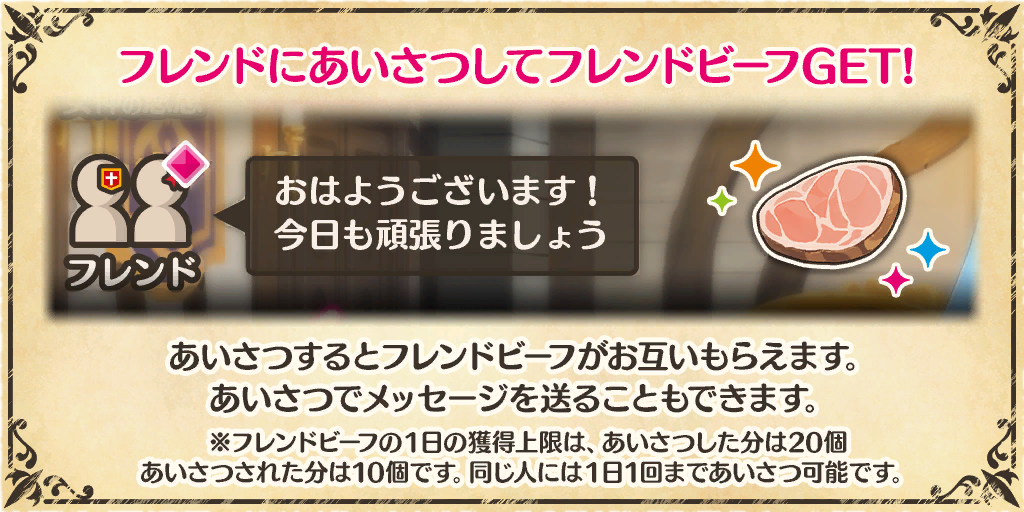 フレンドにあいさつしてフレンドビーフGET!
フレンド
おはようございます！
今日も頑張りましょう
あいさつするとフレンドビーフがお互いもらえます。
あいさつでメッセージを送ることもできます。
※フレンドビーフの1日の獲得上限は、あいさつした分は20個
あいさつされた分は10個です。同じ人には1日1回まであいさつ可能です。